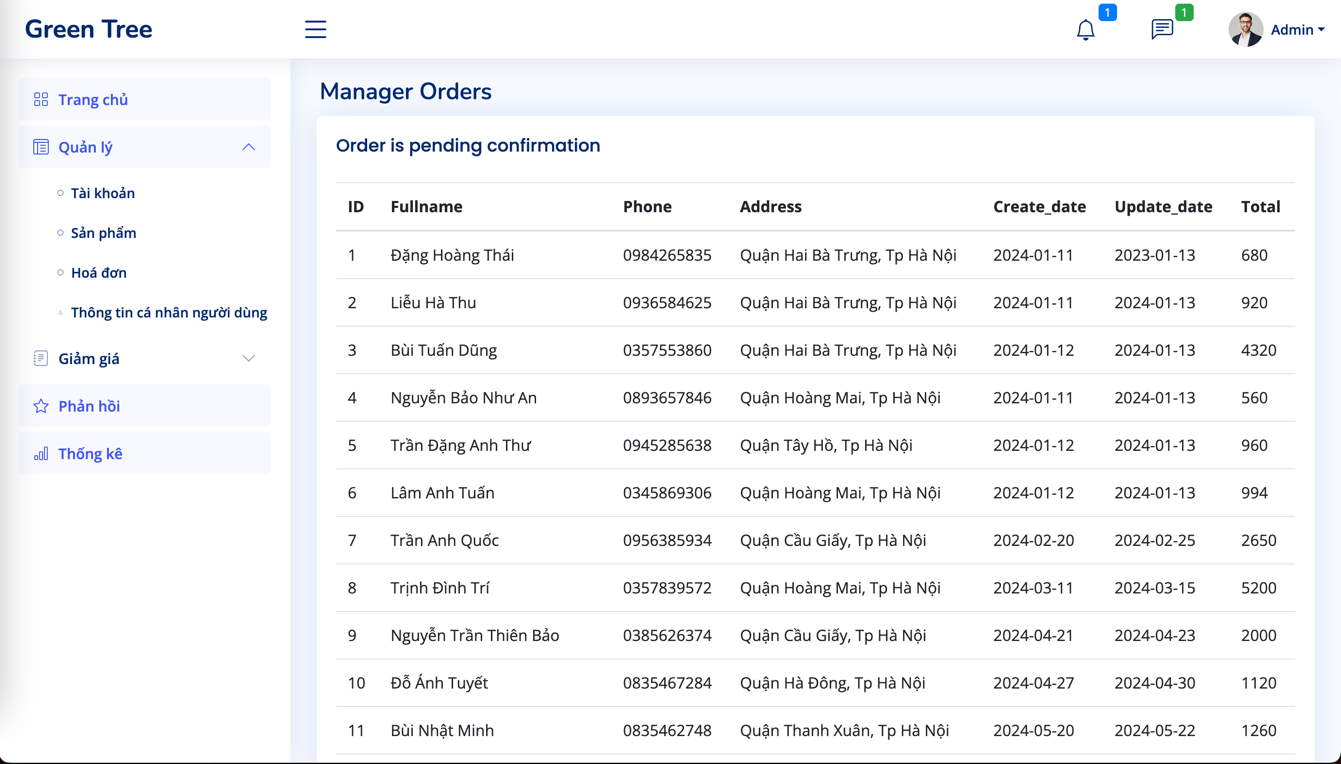 Green Tree
1
1
Admin
Trang chủ
Quản lý
Tài khoản
Sản phẩm
Hoá đơn
Thông tin cá nhân người dùng
Giảm giá
Phản hồi
Thống kê
Manager Orders
Order is pending confirmation
ID Fullname Phone Address Create_date Update_date Total
1 Đặng Hoàng Thái 0984265835 Quận Hai Bà Trưng, Tp Hà Nội 2024-01-11 2023-01-13 680
2 Liễu Hà Thu 0936584625 Quận Hai Bà Trưng, Tp Hà Nội 2024-01-11 2024-01-13 920
3 Bùi Tuấn Dũng 0357553860 Quận Hai Bà Trưng, Tp Hà Nội 2024-01-12 2024-01-13 4320
4 Nguyễn Bảo Như An 0893657846 Quận Hoàng Mai, Tp Hà Nội 2024-01-11 2024-01-13 560
5 Trần Đặng Anh Thư 0945285638 Quận Tây Hồ, Tp Hà Nội 2024-01-12 2024-01-13 960
6 Lâm Anh Tuấn 0345869306 Quận Hoàng Mai, Tp Hà Nội 2024-01-12 2024-01-13 994
7 Trần Anh Quốc 0956385934 Quận Cầu Giấy, Tp Hà Nội 2024-02-20 2024-02-25 2650
8 Trịnh Đình Trí 0357839572 Quận Hoàng Mai, Tp Hà Nội 2024-03-11 2024-03-15 5200
9 Nguyễn Trần Thiên Bảo 0385626374 Quận Cầu Giấy, Tp Hà Nội 2024-04-21 2024-04-23 2000
10 Đỗ Ánh Tuyết 0835467284 Quận Hà Đông, Tp Hà Nội 2024-04-27 2024-04-30 1120
11 Bùi Nhật Minh 0835462748 Quận Thanh Xuân, Tp Hà Nội 2024-05-20 2024-05-22 1260